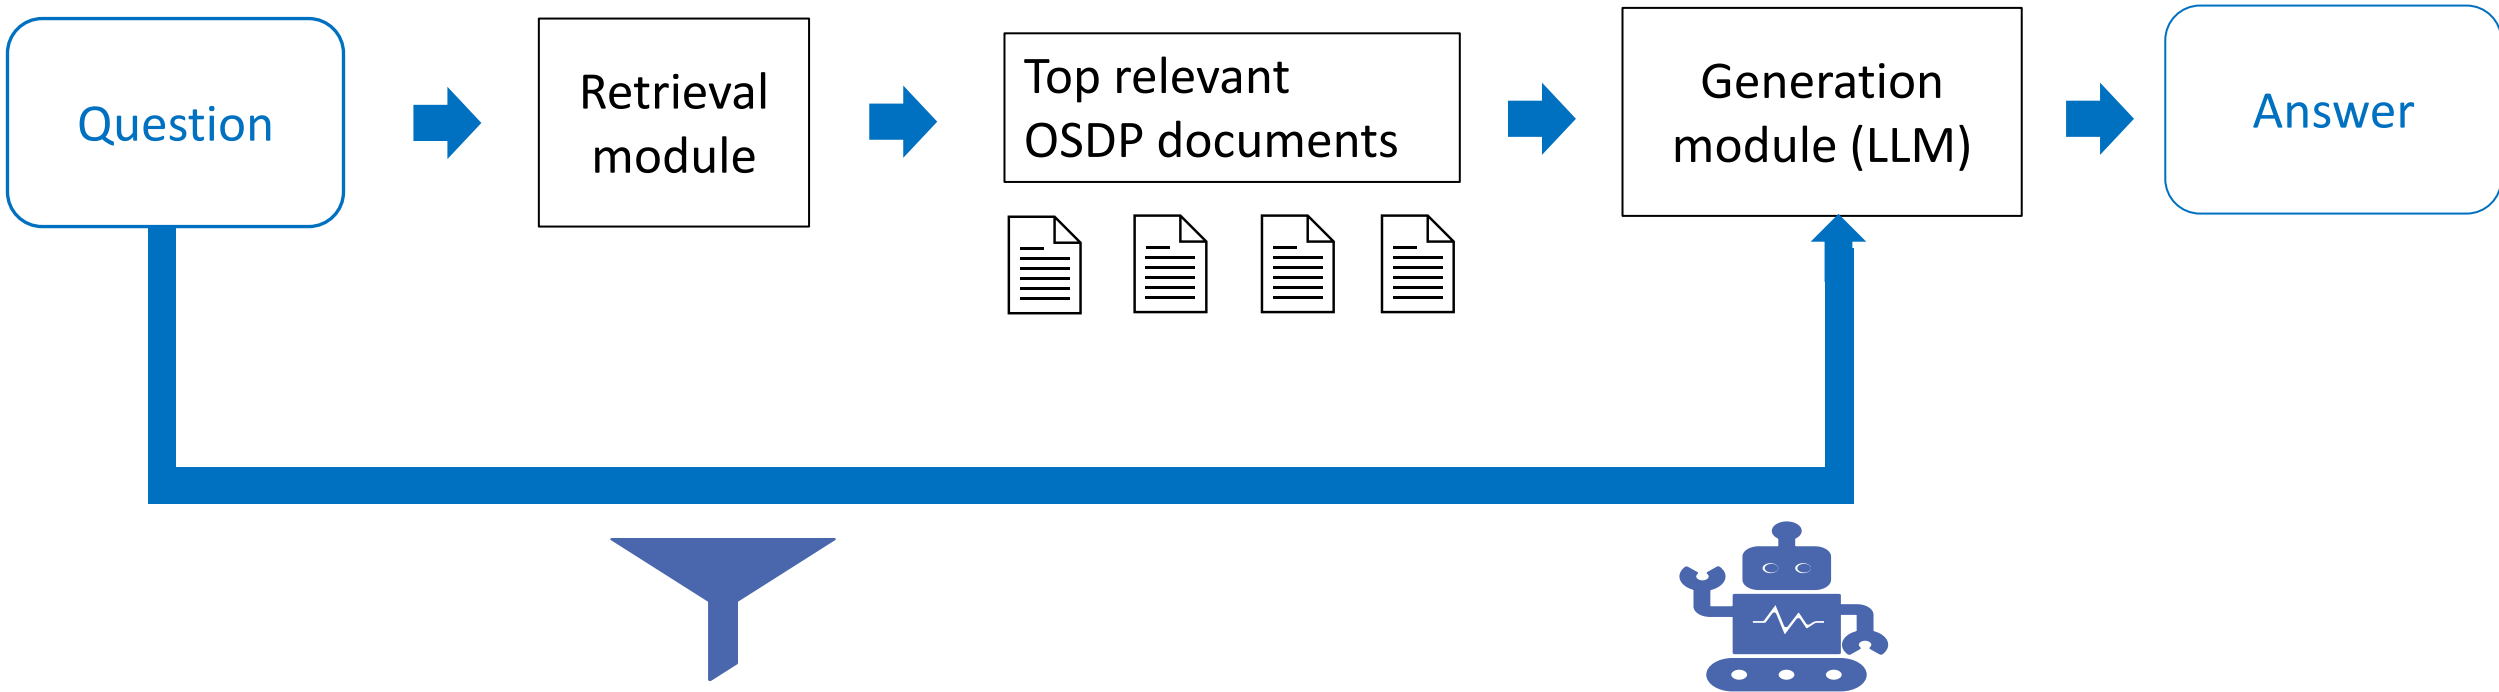 Question
Retrieval
module
Top relevant
OSDP documents
Generation
module (LLM)
Answer